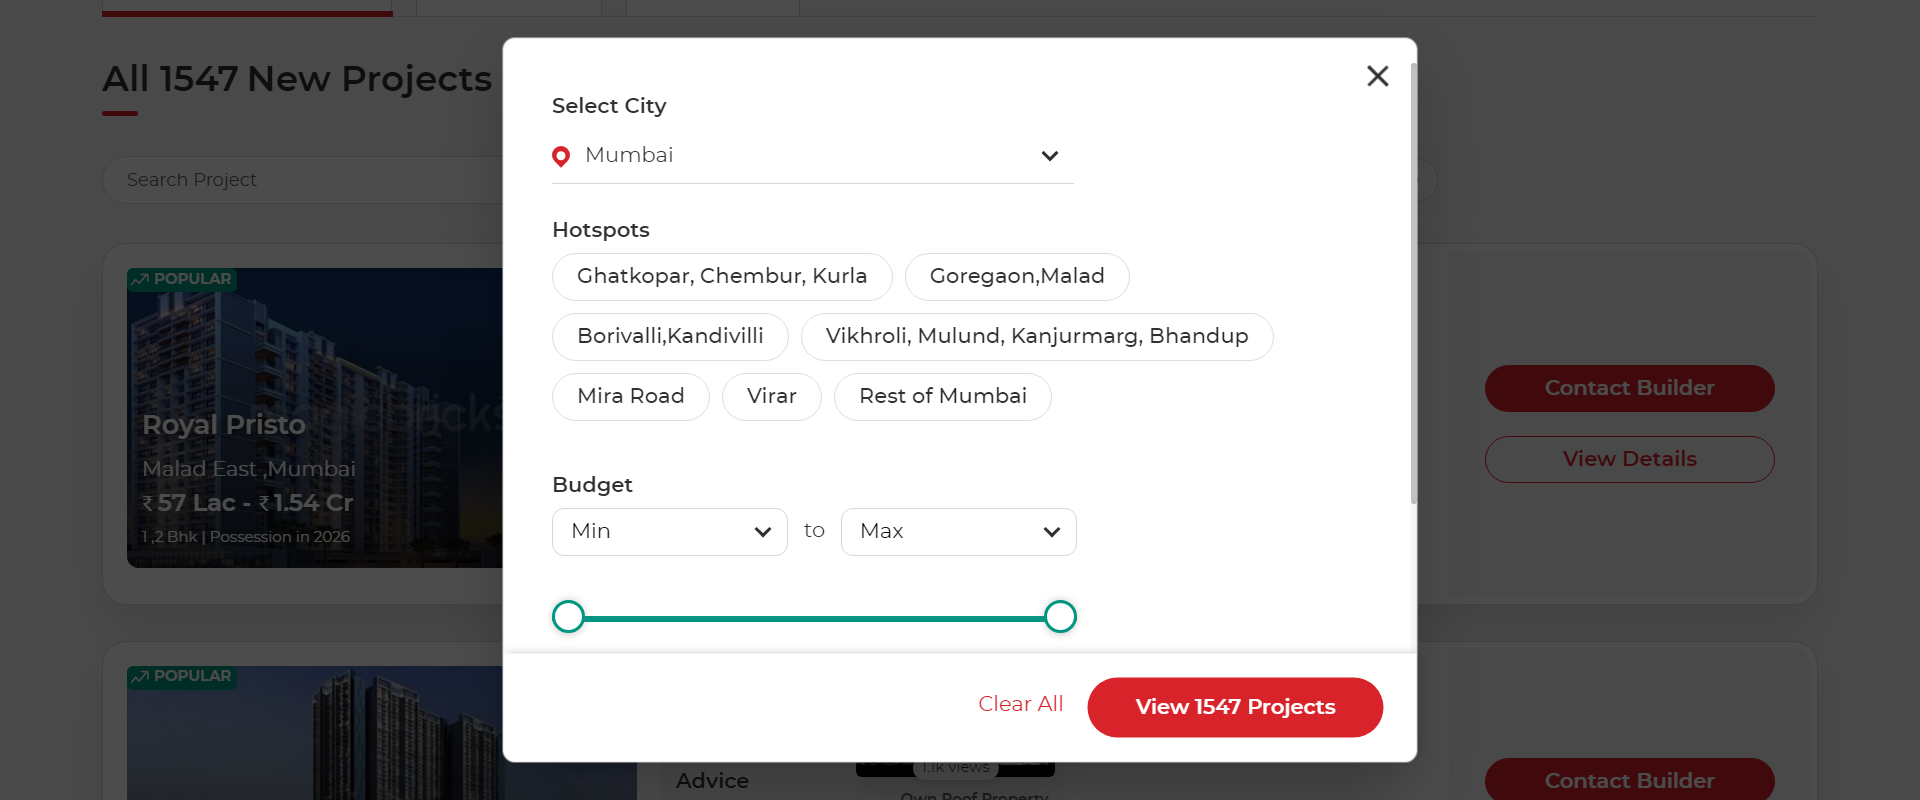 All 1547 New Projects
Search Project
POPULAR
Royal Pristo
Malad East ,Mumbai
₹ 57 Lac - ₹ 1.54 Cr
1 ,2 Bhk | Possession in 2026
POPULAR
Select City
Mumbai
Hotspots
Ghatkopar, Chembur, Kurla
Goregaon,Malad
Borivalli,Kandivilli
Vikhroli, Mulund, Kanjurmarg, Bhandup
Mira Road
Virar
Rest of Mumbai
Budget
Min
to
Max
Clear All
View 1547 Projects
Contact Builder
View Details
Advice
1.1k views
Own Roof Property
Contact Builder